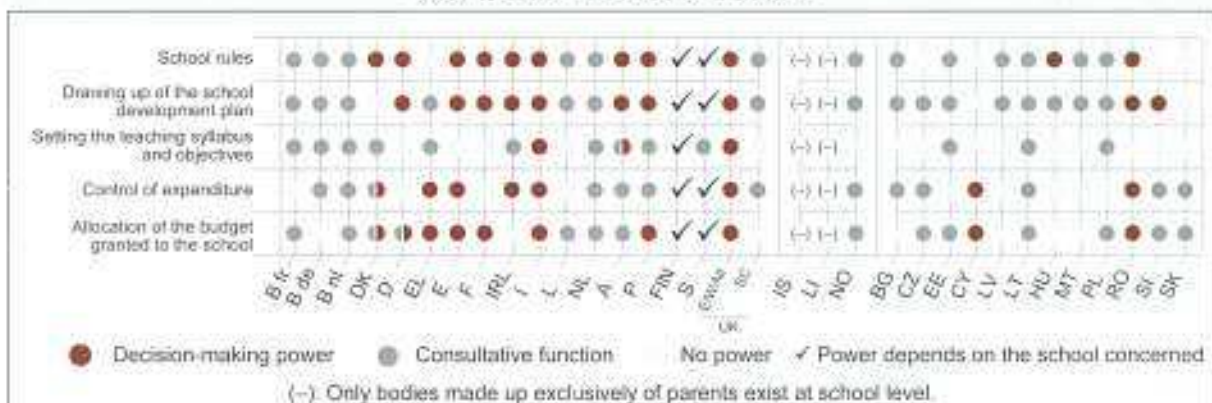 School rules
✓ ✓ (–) (–)
Drawing up of the school
development plan
✓ ✓ (–) (–)
Setting the teaching syllabus
and objectives
✓ (–) (–)
Control of expenditure
✓ ✓ (–) (–)
Allocation of the budget
granted to the school
✓ ✓ (–) (–)
B fr B de B nl DK D EL E F IRL I L NL A P FIN S SC IS LI NO BG CZ EE CY LV LT HU MT PL RO SI SK
UK
Decision-making power Consultative function No power ✓ Power depends on the school concerned
(–): Only bodies made up exclusively of parents exist at school level.